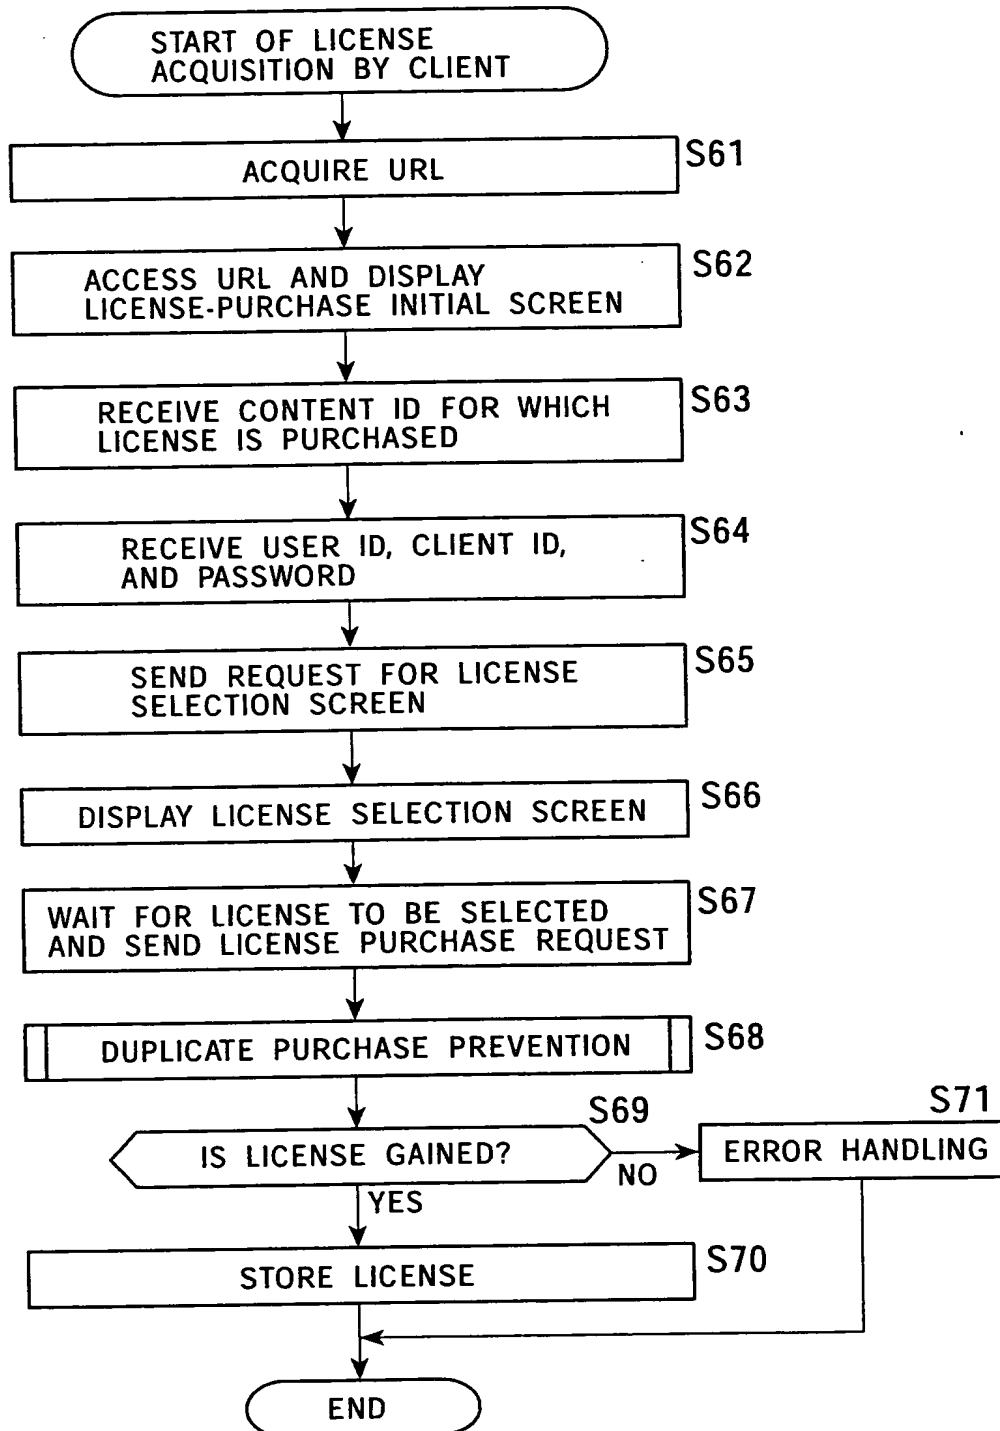 START OF LICENSE
ACQUISITION BY CLIENT
S61
ACQUIRE URL
S62
ACCESS URL AND DISPLAY
LICENSE-PURCHASE INITIAL SCREEN
S63
RECEIVE CONTENT ID FOR WHICH
LICENSE IS PURCHASED
S64
RECEIVE USER ID, CLIENT ID,
AND PASSWORD
S65
SEND REQUEST FOR LICENSE
SELECTION SCREEN
S66
DISPLAY LICENSE SELECTION SCREEN
S67
WAIT FOR LICENSE TO BE SELECTED
AND SEND LICENSE PURCHASE REQUEST
S68
DUPLICATE PURCHASE PREVENTION
S69
IS LICENSE GAINED?
NO
S71
ERROR HANDLING
YES
S70
STORE LICENSE
END